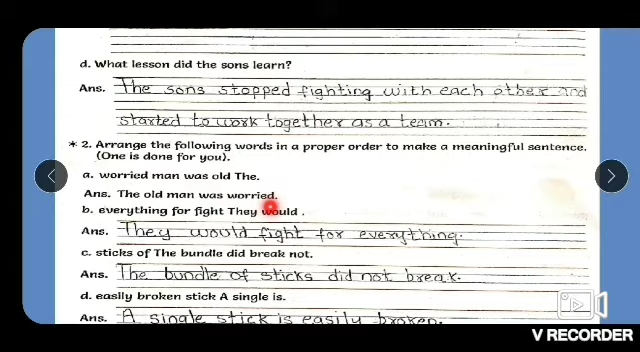 d. What lesson did the sons learn?
Ans. The sons stopped fighting with each other and
started to work together as a team.
* 2. Arrange the following words in a proper order to make a meaningful sentence.
(One is done for you).
a. worried man was old The.
Ans. The old man was worried.
b. everything for fight They would .
Ans. They would fight for everything.
c. sticks of The bundle did break not.
Ans. The bundle of sticks did not break.
d. easily broken stick A single is.
Ans. A single stick is easily broken.
V RECORDER